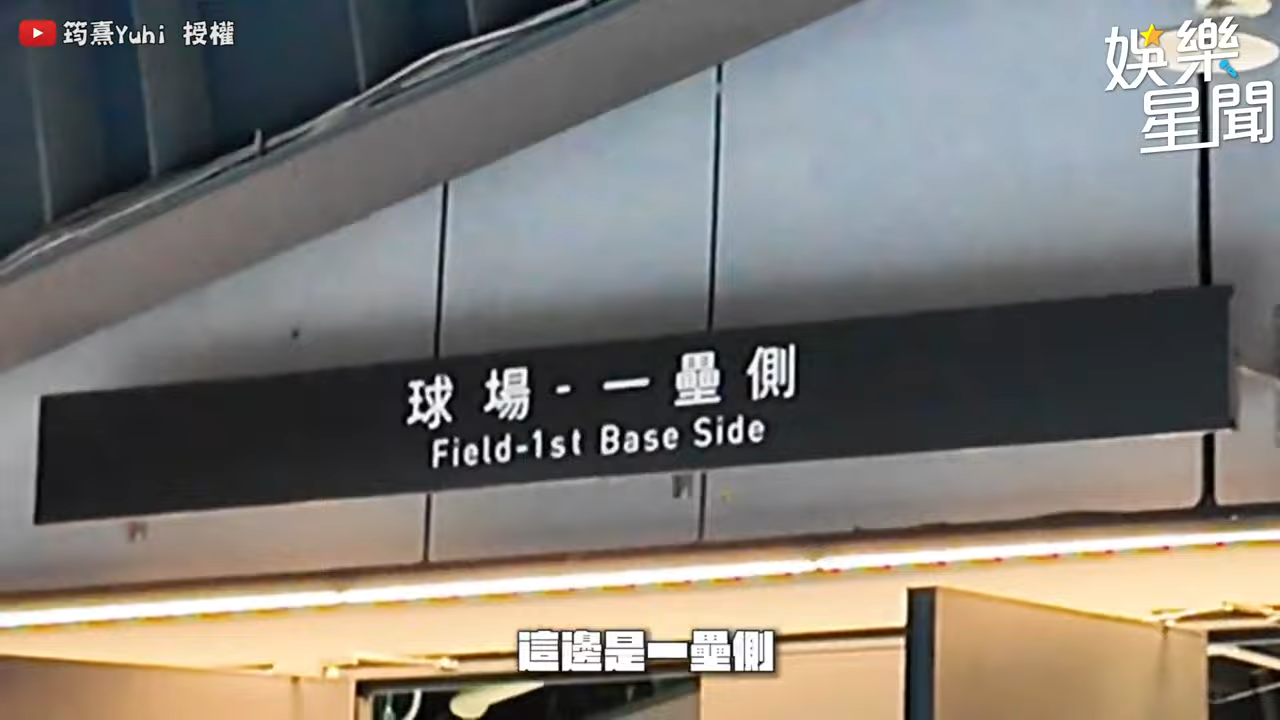 筠熹Yuhi 授權
娛樂
星聞
球場-一壘側
Field-1st Base Side
這邊是一壘側